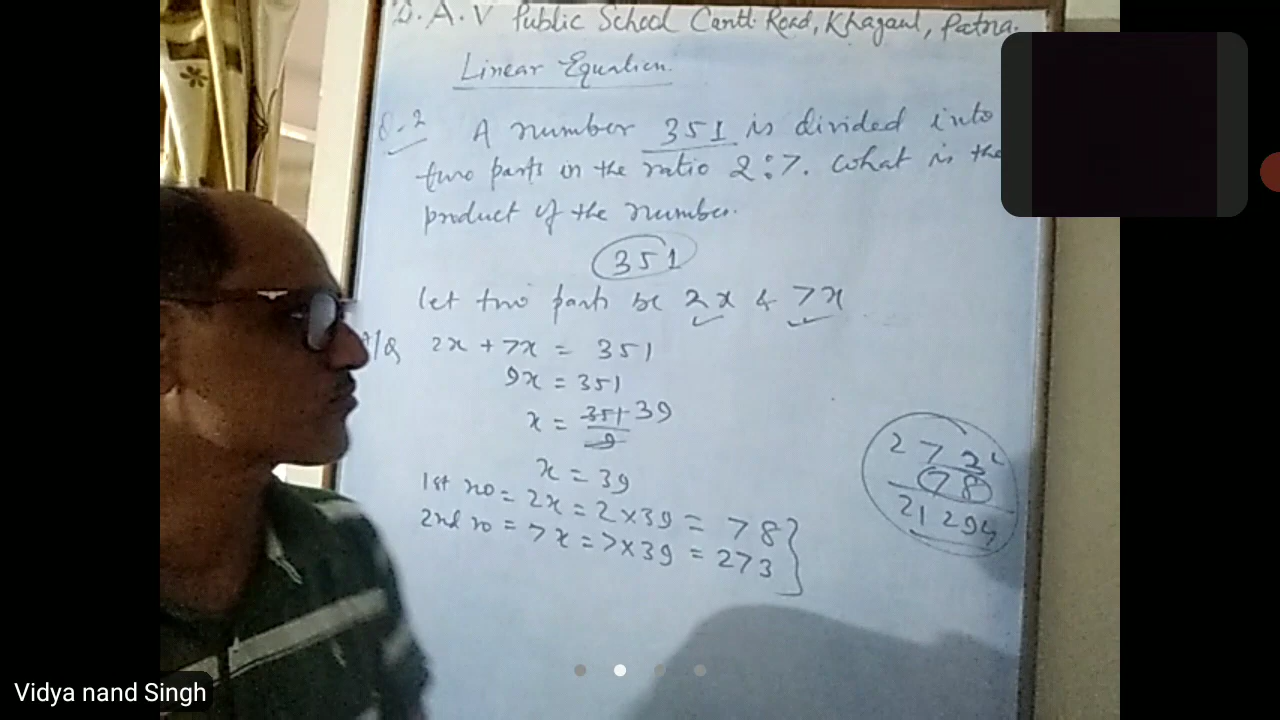 D.A.V Public School Cantt. Road, Khagaul, Patna.
Linear Equation.
Q.2 A number 351 is divided into
two parts in the ratio 2:7. What is the
product of the number.
351
let two parts be 2x & 7x
A/Q 2x + 7x = 351
9x = 351
x = 351/9 39
x = 39
1st no = 2x = 2×39 = 78
2nd no = 7x = 7×39 = 273
273
78
21294
Vidya nand Singh